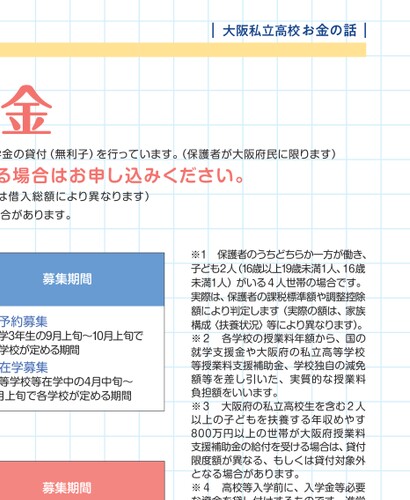 大阪私立高校 お金の話
金
金の貸付（無利子）を行っています。（保護者が大阪府民に限ります）
る場合はお申し込みください。
は借入総額により異なります）
合があります。
募集期間
予約募集
学3年生の9月上旬〜10月上旬で
学校が定める期間
在学募集
等学校等在学中の4月中旬〜
月上旬で各学校が定める期間
募集期間
※1 保護者のうちどちらか一方が働き、
子ども2人（16歳以上19歳未満1人、16歳
未満1人）がいる4人世帯の場合です。
実際は、保護者の課税標準額や調整控除
額により判定します（実際の額は、家族
構成（扶養状況）等により異なります）。
※2 各学校の授業料年額から、国の
就学支援金や大阪府の私立高等学校
等授業料支援補助金、学校独自の減免
額等を差し引いた、実質的な授業料
負担額をいいます。
※3 大阪府の私立高校生を含む2人
以上の子どもを扶養する年収めやす
800万円以上の世帯が大阪府授業料
支援補助金の給付を受ける場合は、貸付
限度額が異なる、もしくは貸付対象外
となる場合があります。
※4 高校等入学前に、入学金等必要
な資金を貸し付けするものです。進学